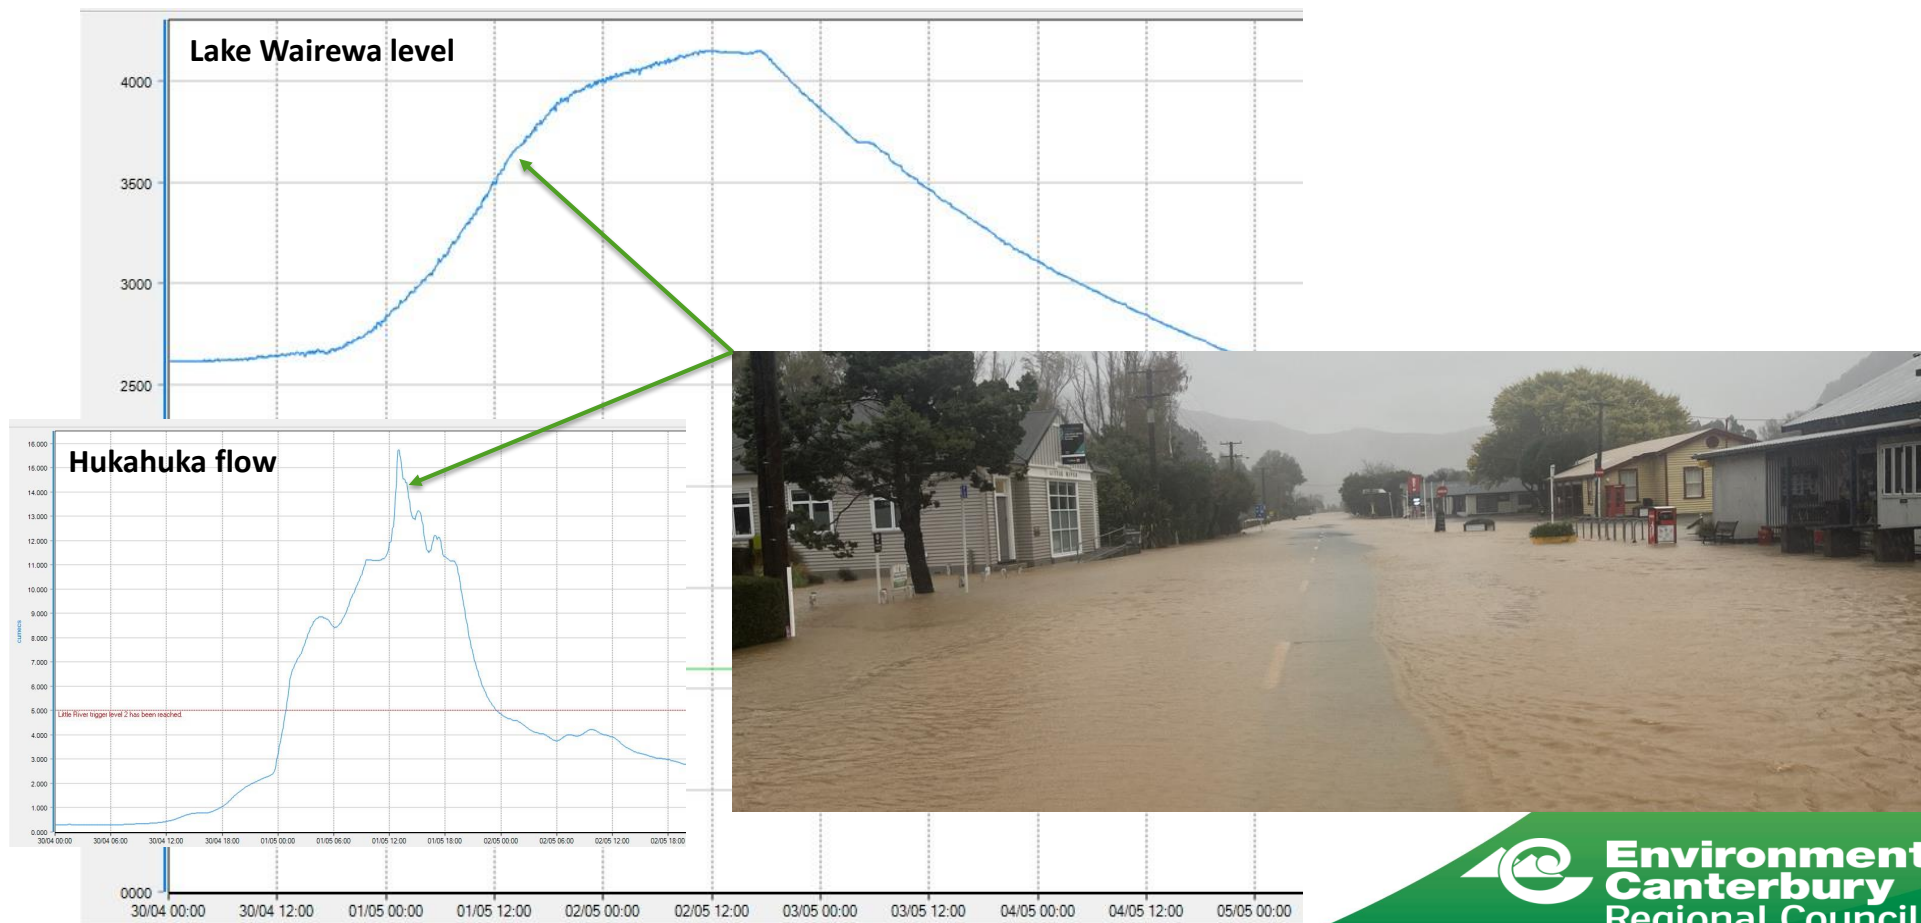 Lake Wairewa level
4000
3500
3000
2500
0000
30/04 00:00 30/04 12:00 01/05 00:00 01/05 12:00 02/05 00:00 02/05 12:00 03/05 00:00 03/05 12:00 04/05 00:00 04/05 12:00 05/05 00:00
Hukahuka flow
16.000
15.000
14.000
13.000
12.000
11.000
10.000
9.000
8.000
7.000
6.000
5.000
4.000
3.000
2.000
1.000
0.000
cumecs
Little River trigger level 2 has been reached.
30/04 00:00 30/04 06:00 30/04 12:00 30/04 18:00 01/05 00:00 01/05 06:00 01/05 12:00 01/05 18:00 02/05 00:00 02/05 06:00 02/05 12:00 02/05 18:00
LITTLE RIVER
Environment
Canterbury
Regional Council